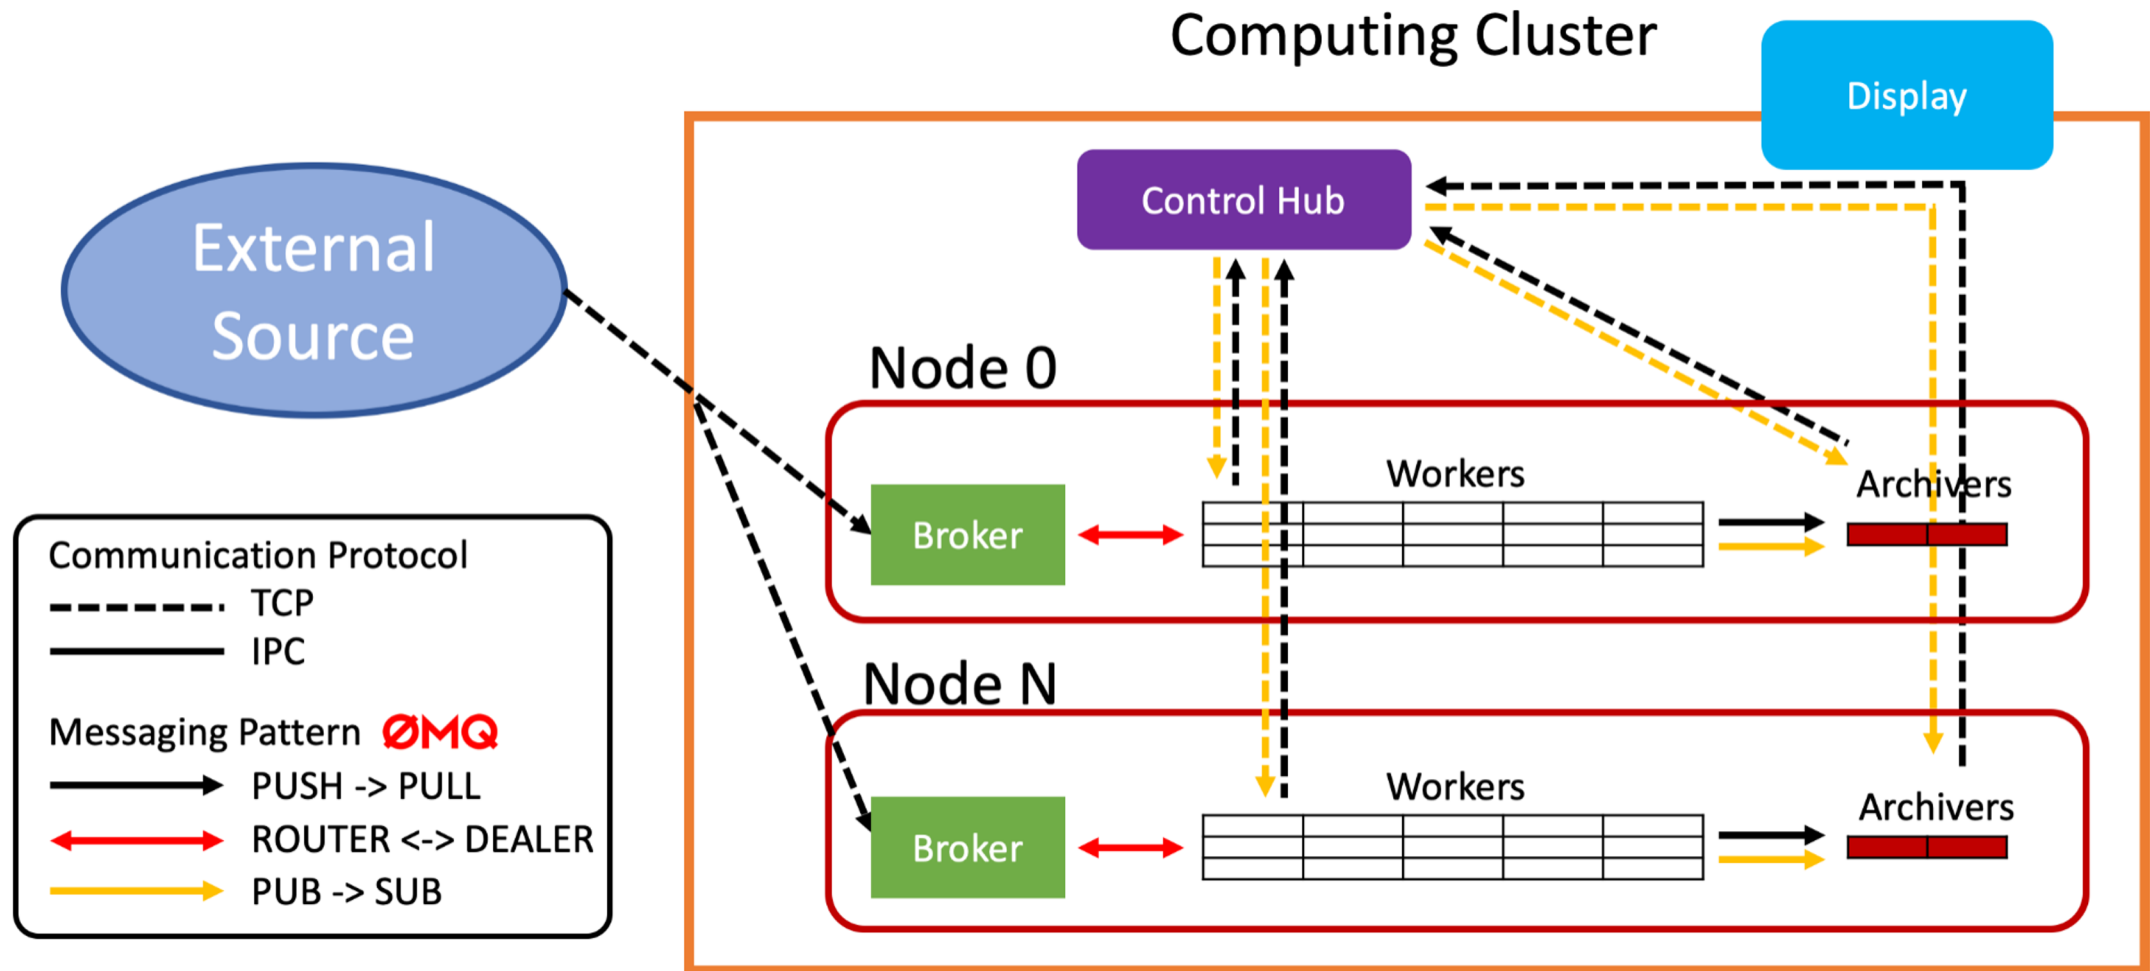 Computing Cluster
Display
Control Hub
External
Source
Node 0
Workers
Archivers
Broker
Communication Protocol
TCP
IPC
Messaging Pattern ØMQ
PUSH -> PULL
ROUTER <-> DEALER
PUB -> SUB
Node N
Workers
Archivers
Broker